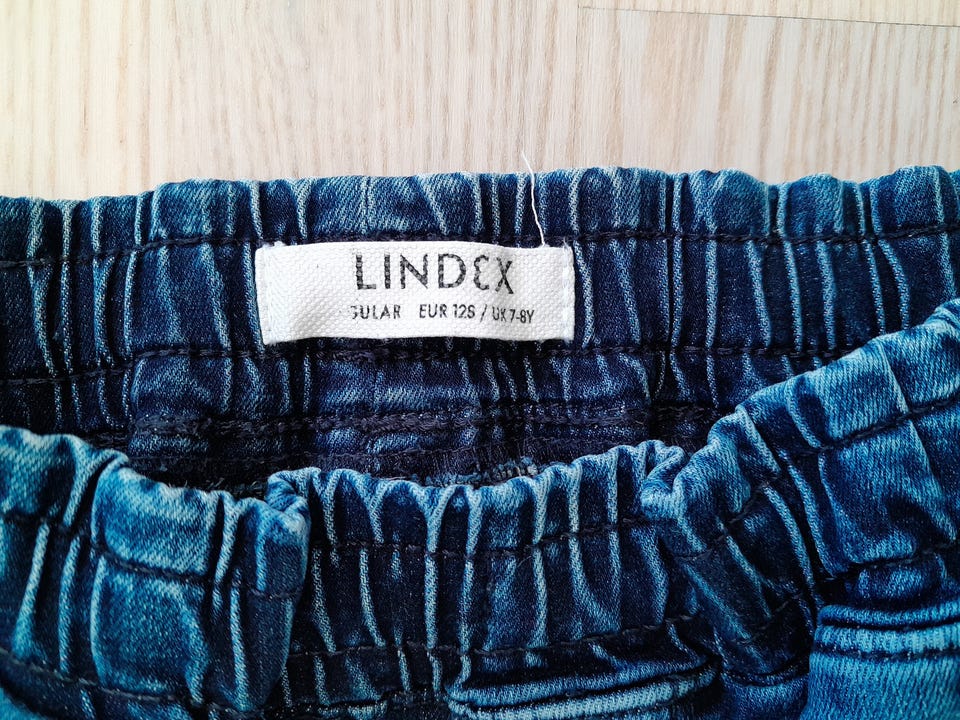 LINDEX
GULAR EUR 128 / UK 7-8Y